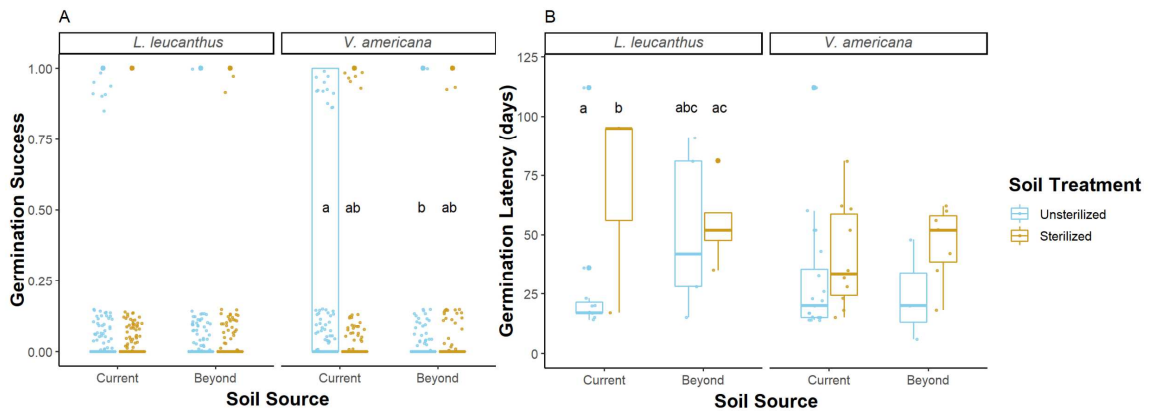 A
L. leucanthus
V. americana
1.00
0.75
0.50
0.25
0.00
Germination Success
a
ab
b
ab
Current
Beyond
Current
Beyond
Soil Source
B
L. leucanthus
V. americana
125
100
75
50
25
0
Germination Latency (days)
a
b
abc
ac
Current
Beyond
Current
Beyond
Soil Source
Soil Treatment
Unsterilized
Sterilized